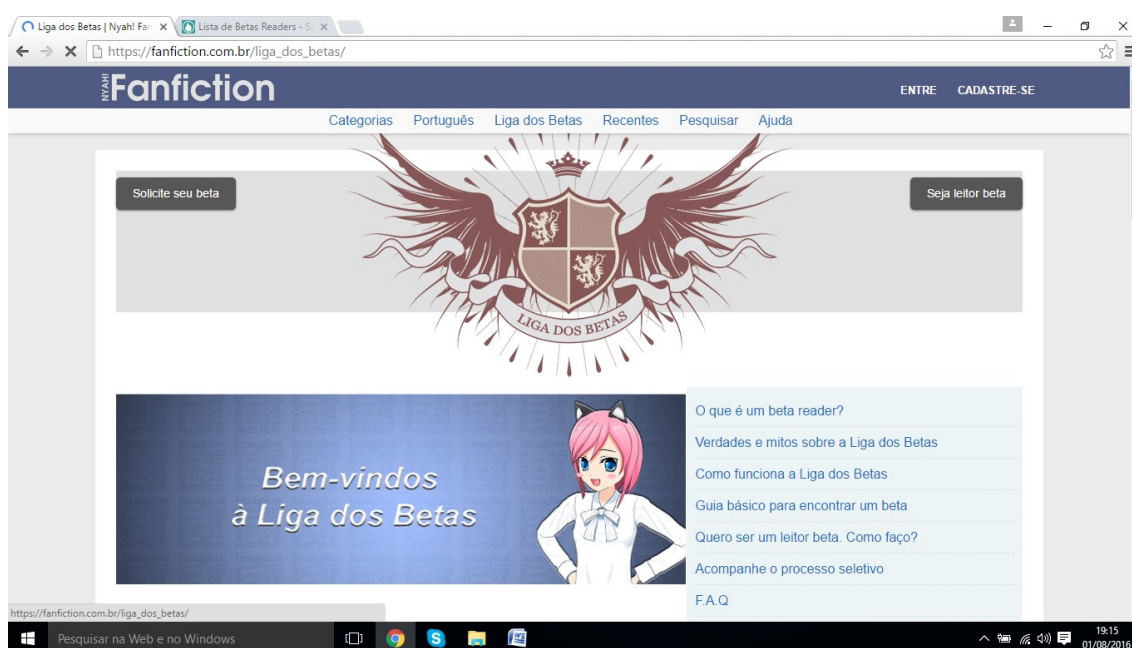 Liga dos Betas | Nyah! Fan
Lista de Betas Readers - S
https://fanfiction.com.br/liga_dos_betas/
NYAH!
Fanfiction
ENTRE CADASTRE-SE
Categorias Português Liga dos Betas Recentes Pesquisar Ajuda
Solicite seu beta
Seja leitor beta
LIGA DOS BETAS
Bem-vindos
à Liga dos Betas
O que é um beta reader?
Verdades e mitos sobre a Liga dos Betas
Como funciona a Liga dos Betas
Guia básico para encontrar um beta
Quero ser um leitor beta. Como faço?
Acompanhe o processo seletivo
F.A.Q
https://fanfiction.com.br/liga_dos_betas/
Pesquisar na Web e no Windows
19:15
01/08/2016